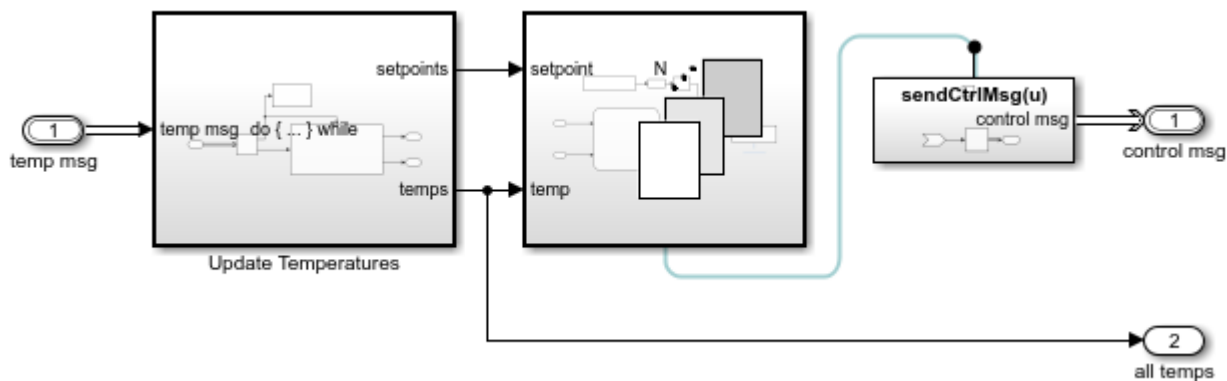 setpoints
setpoint
N
sendCtrlMsg(u)
1
temp msg
temp msg do { ... } while
control msg
1
control msg
temps
temp
Update Temperatures
2
all temps